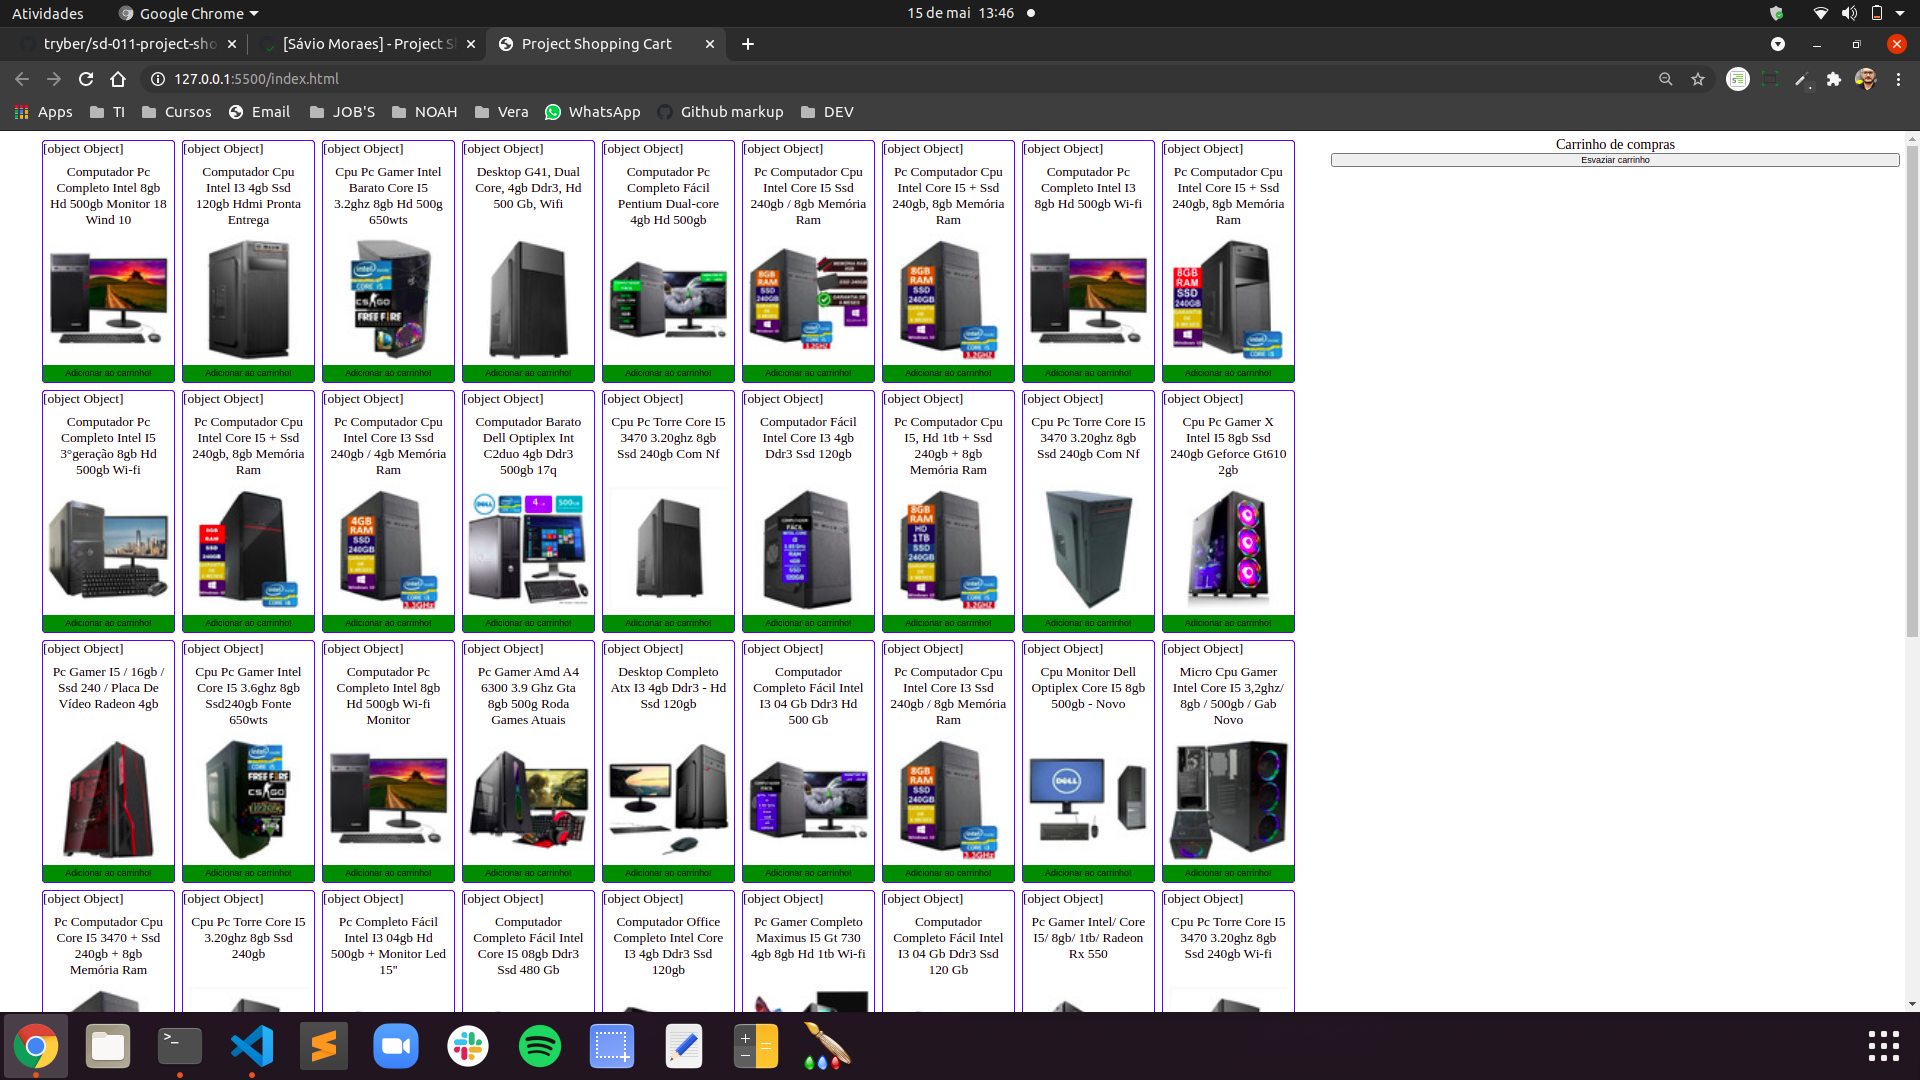 Atividades
Google Chrome
15 de mai 13:46
tryber/sd-011-project-sho
[Sávio Moraes] - Project S
Project Shopping Cart
127.0.0.1:5500/index.html
Apps
TI
Cursos
Email
JOB'S
NOAH
Vera
WhatsApp
Github markup
DEV
Carrinho de compras
Esvaziar carrinho
[object Object]
Computador Pc
Completo Intel 8gb
Hd 500gb Monitor 18
Wind 10
Adicionar ao carrinho!
[object Object]
Computador Cpu
Intel I3 4gb Ssd
120gb Hdmi Pronta
Entrega
Adicionar ao carrinho!
[object Object]
Cpu Pc Gamer Intel
Barato Core I5
3.2ghz 8gb Hd 500g
650wts
Adicionar ao carrinho!
[object Object]
Desktop G41, Dual
Core, 4gb Ddr3, Hd
500 Gb, Wifi
Adicionar ao carrinho!
[object Object]
Computador Pc
Completo Fácil
Pentium Dual-core
4gb Hd 500gb
Adicionar ao carrinho!
[object Object]
Pc Computador Cpu
Intel Core I5 Ssd
240gb / 8gb Memória
Ram
Adicionar ao carrinho!
[object Object]
Pc Computador Cpu
Intel Core I5 + Ssd
240gb, 8gb Memória
Ram
Adicionar ao carrinho!
[object Object]
Computador Pc
Completo Intel I3
8gb Hd 500gb Wi-fi
Adicionar ao carrinho!
[object Object]
Pc Computador Cpu
Intel Core I5 + Ssd
240gb, 8gb Memória
Ram
Adicionar ao carrinho!
[object Object]
Computador Pc
Completo Intel I5
3°geração 8gb Hd
500gb Wi-fi
Adicionar ao carrinho!
[object Object]
Pc Computador Cpu
Intel Core I5 + Ssd
240gb, 8gb Memória
Ram
Adicionar ao carrinho!
[object Object]
Pc Computador Cpu
Intel Core I3 Ssd
240gb / 4gb Memória
Ram
Adicionar ao carrinho!
[object Object]
Computador Barato
Dell Optiplex Int
C2duo 4gb Ddr3
500gb 17q
Adicionar ao carrinho!
[object Object]
Cpu Pc Torre Core I5
3470 3.20ghz 8gb
Ssd 240gb Com Nf
Adicionar ao carrinho!
[object Object]
Computador Fácil
Intel Core I3 4gb
Ddr3 Ssd 120gb
Adicionar ao carrinho!
[object Object]
Pc Computador Cpu
I5, Hd 1tb + Ssd
240gb + 8gb
Memória Ram
Adicionar ao carrinho!
[object Object]
Cpu Pc Torre Core I5
3470 3.20ghz 8gb
Ssd 240gb Com Nf
Adicionar ao carrinho!
[object Object]
Cpu Pc Gamer X
Intel I5 8gb Ssd
240gb Geforce Gt610
2gb
Adicionar ao carrinho!
[object Object]
Pc Gamer I5 / 16gb /
Ssd 240 / Placa De
Vídeo Radeon 4gb
Adicionar ao carrinho!
[object Object]
Cpu Pc Gamer Intel
Core I5 3.6ghz 8gb
Ssd240gb Fonte
650wts
Adicionar ao carrinho!
[object Object]
Computador Pc
Completo Intel 8gb
Hd 500gb Wi-fi
Monitor
Adicionar ao carrinho!
[object Object]
Pc Gamer Amd A4
6300 3.9 Ghz Gta
8gb 500g Roda
Games Atuais
Adicionar ao carrinho!
[object Object]
Desktop Completo
Atx I3 4gb Ddr3 - Hd
Ssd 120gb
Adicionar ao carrinho!
[object Object]
Computador
Completo Fácil Intel
I3 04 Gb Ddr3 Hd
500 Gb
Adicionar ao carrinho!
[object Object]
Pc Computador Cpu
Intel Core I3 Ssd
240gb / 8gb Memória
Ram
Adicionar ao carrinho!
[object Object]
Cpu Monitor Dell
Optiplex Core I5 8gb
500gb - Novo
Adicionar ao carrinho!
[object Object]
Micro Cpu Gamer
Intel Core I5 3,2ghz/
8gb / 500gb / Gab
Novo
Adicionar ao carrinho!
[object Object]
Pc Computador Cpu
Core I5 3470 + Ssd
240gb + 8gb
Memória Ram
[object Object]
Cpu Pc Torre Core I5
3.20ghz 8gb Ssd
240gb
[object Object]
Pc Completo Fácil
Intel I3 04gb Hd
500gb + Monitor Led
15"
[object Object]
Computador
Completo Fácil Intel
Core I5 08gb Ddr3
Ssd 480 Gb
[object Object]
Computador Office
Completo Intel Core
I3 4gb Ddr3 Ssd
120gb
[object Object]
Pc Gamer Completo
Maximus I5 Gt 730
4gb 8gb Hd 1tb Wi-fi
[object Object]
Computador
Completo Fácil Intel
I3 04 Gb Ddr3 Ssd
120 Gb
[object Object]
Pc Gamer Intel/ Core
I5/ 8gb/ 1tb/ Radeon
Rx 550
[object Object]
Cpu Pc Torre Core I5
3470 3.20ghz 8gb
Ssd 240gb Wi-fi